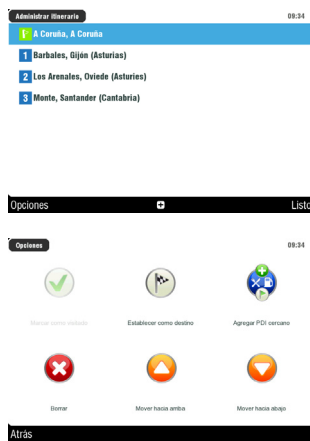 Administrar Itinerario 09:34
A Coruña, A Coruña
1 Barbales, Gijón (Asturias)
2 Los Arenales, Oviede (Asturies)
3 Monte, Santander (Cantabria)
Opciones Listo
Opciones 09:34
Marcar como visitado Establecer como destino Agregar PDI cercano
Borrar Mover hacia arriba Mover hacia abajo
Atrás